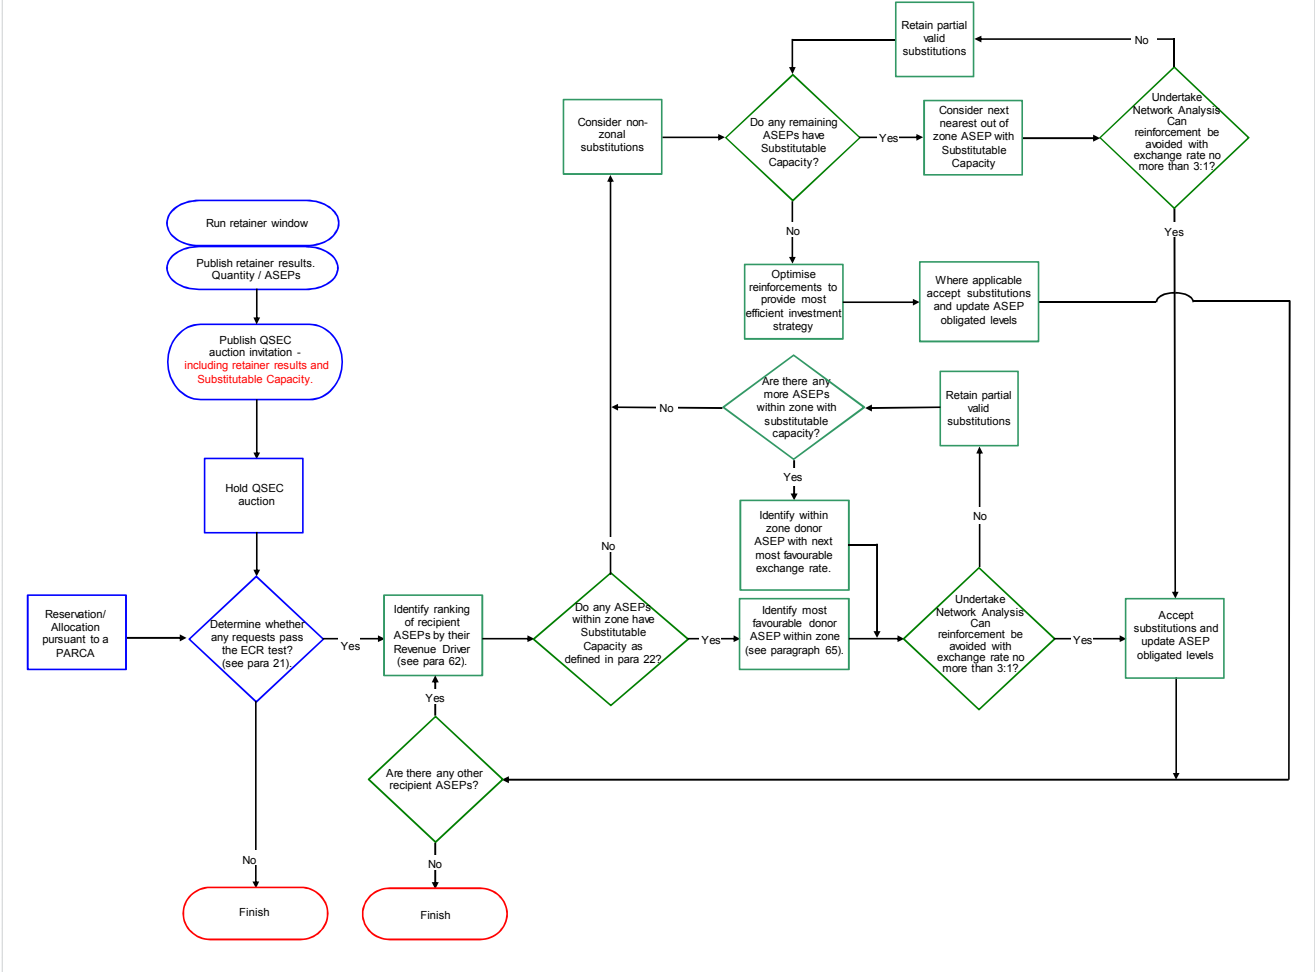 Retain partial
valid
substitutions
No
Undertake
Network Analysis
Can
reinforcement be
avoided with
exchange rate no
more than 3:1?
Consider non-
zonal
substitutions
Do any remaining
ASEPs have
Substitutable
Capacity?
Yes
Consider next
nearest out of
zone ASEP with
Substitutable
Capacity
No
Yes
Run retainer window
Publish retainer results.
Quantity / ASEPs
Optimise
reinforcements to
provide most
efficient investment
strategy
Where applicable
accept substitutions
and update ASEP
obligated levels
Publish QSEC
auction invitation -
including retainer results and
Substitutable Capacity.
Are there any
more ASEPs
within zone with
substitutable
capacity?
No
Retain partial
valid
substitutions
Yes
Hold QSEC
auction
Identify within
zone donor
ASEP with next
most favourable
exchange rate.
No
No
Reservation/
Allocation
pursuant to a
PARCA
Determine whether
any requests pass
the ECR test?
(see para 21).
Yes
Identify ranking
of recipient
ASEPs by their
Revenue Driver
(see para 62).
Do any ASEPs
within zone have
Substitutable
Capacity as
defined in para 22?
Yes
Identify most
favourable donor
ASEP within zone
(see paragraph 65).
Undertake
Network Analysis
Can
reinforcement be
avoided with
exchange rate no
more than 3:1?
Yes
Accept
substitutions and
update ASEP
obligated levels
Yes
Are there any other
recipient ASEPs?
No
No
Finish
Finish